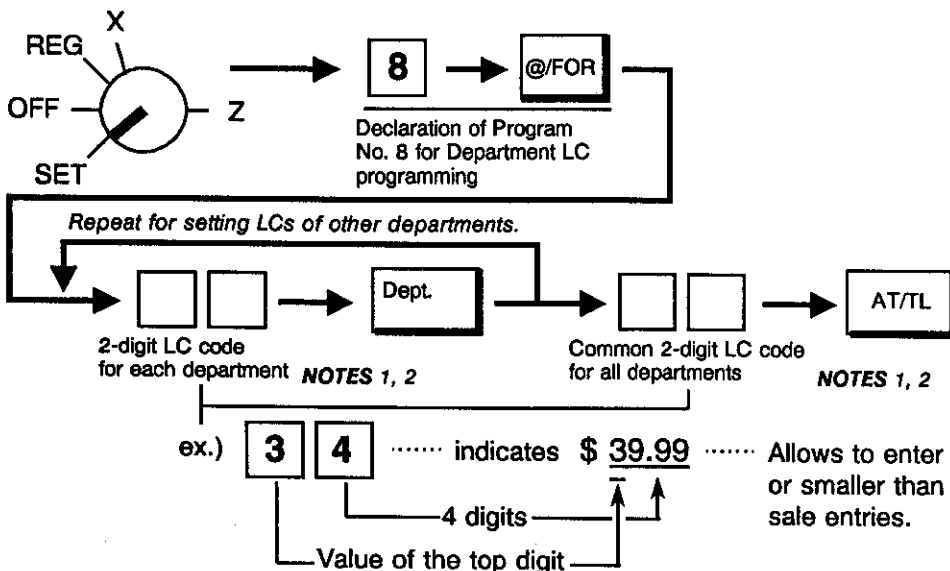 X
REG
OFF
Z
SET
8
@/FOR
Declaration of Program
No. 8 for Department LC
programming
Repeat for setting LCs of other departments.
Dept.
AT/TL
2-digit LC code
for each department NOTES 1, 2
Common 2-digit LC code
for all departments
NOTES 1, 2
ex.) 3 4 ······· indicates $ 39.99 ······· Allows to enter
or smaller than
sale entries.
4 digits
Value of the top digit